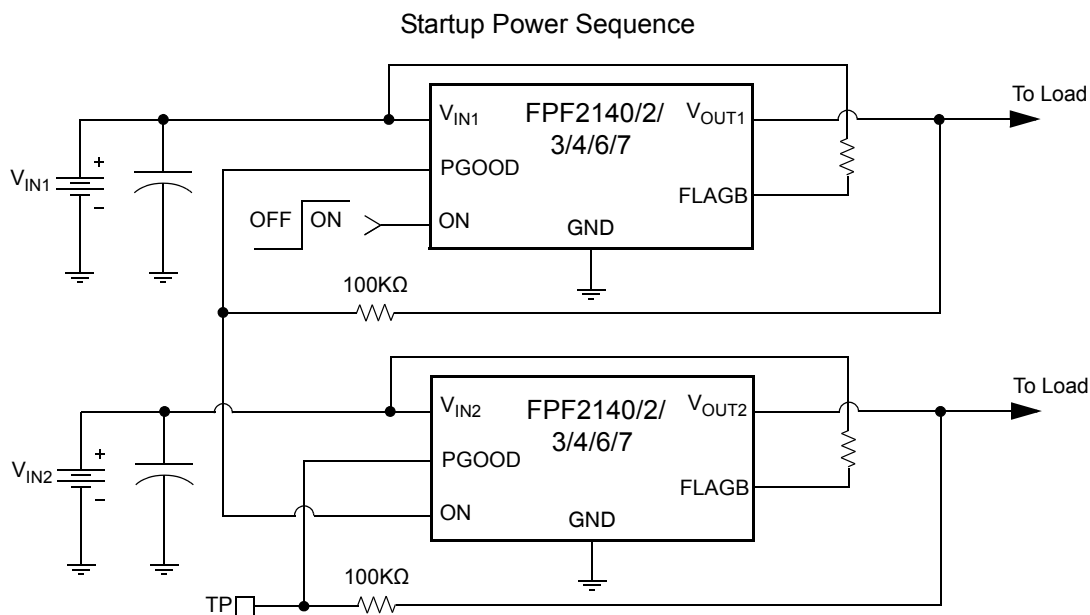 Startup Power Sequence
To Load
V_IN1
FPF2140/2/
3/4/6/7
V_OUT1
PGOOD
V_IN1
+
–
FLAGB
OFF
ON
ON
GND
100KΩ
To Load
V_IN2
FPF2140/2/
3/4/6/7
V_OUT2
PGOOD
V_IN2
+
–
FLAGB
ON
GND
100KΩ
TP